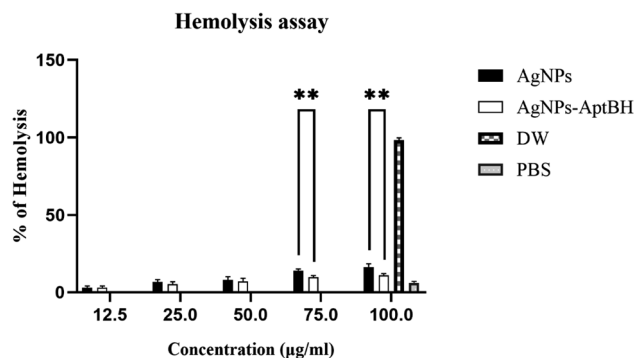 Hemolysis assay
150
100
50
0
% of Hemolysis
** **
12.5 25.0 50.0 75.0 100.0
Concentration (µg/ml)
AgNPs
AgNPs-AptBH
DW
PBS